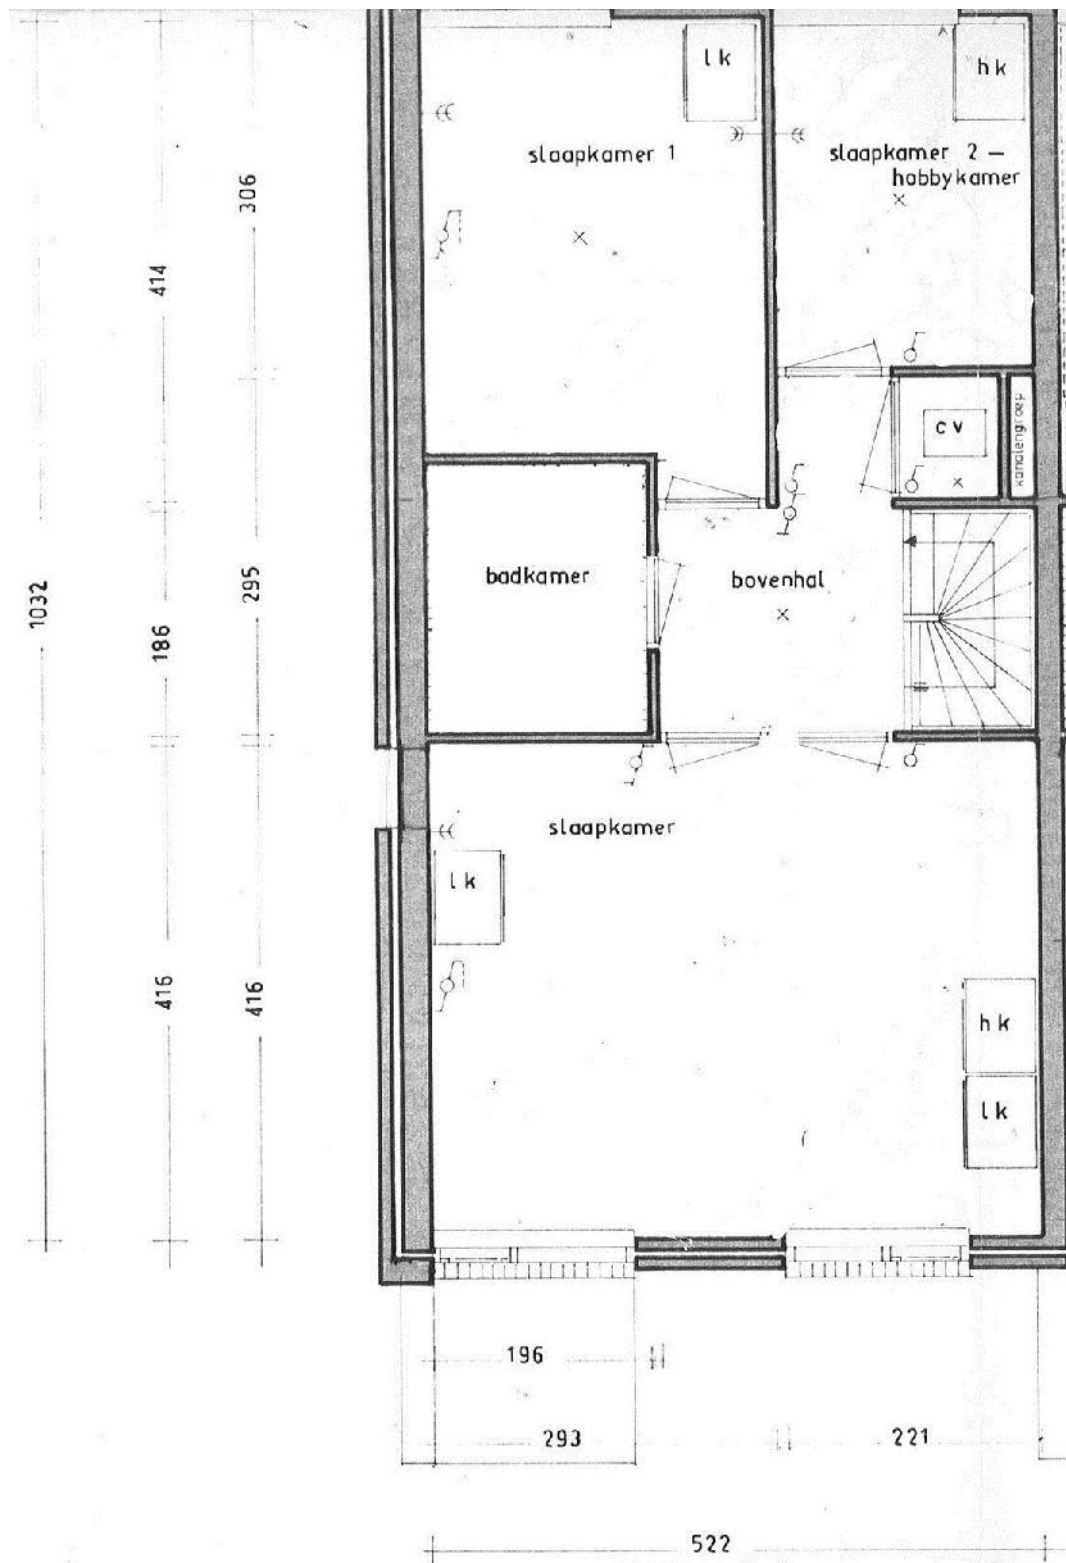 lk
hk
slaapkamer 1
slaapkamer 2 –
hobbykamer
306
414
cv
kanalengroep
badkamer
bovenhal
295
1032
186
slaapkamer
lk
416
416
hk
lk
196
293
221
522